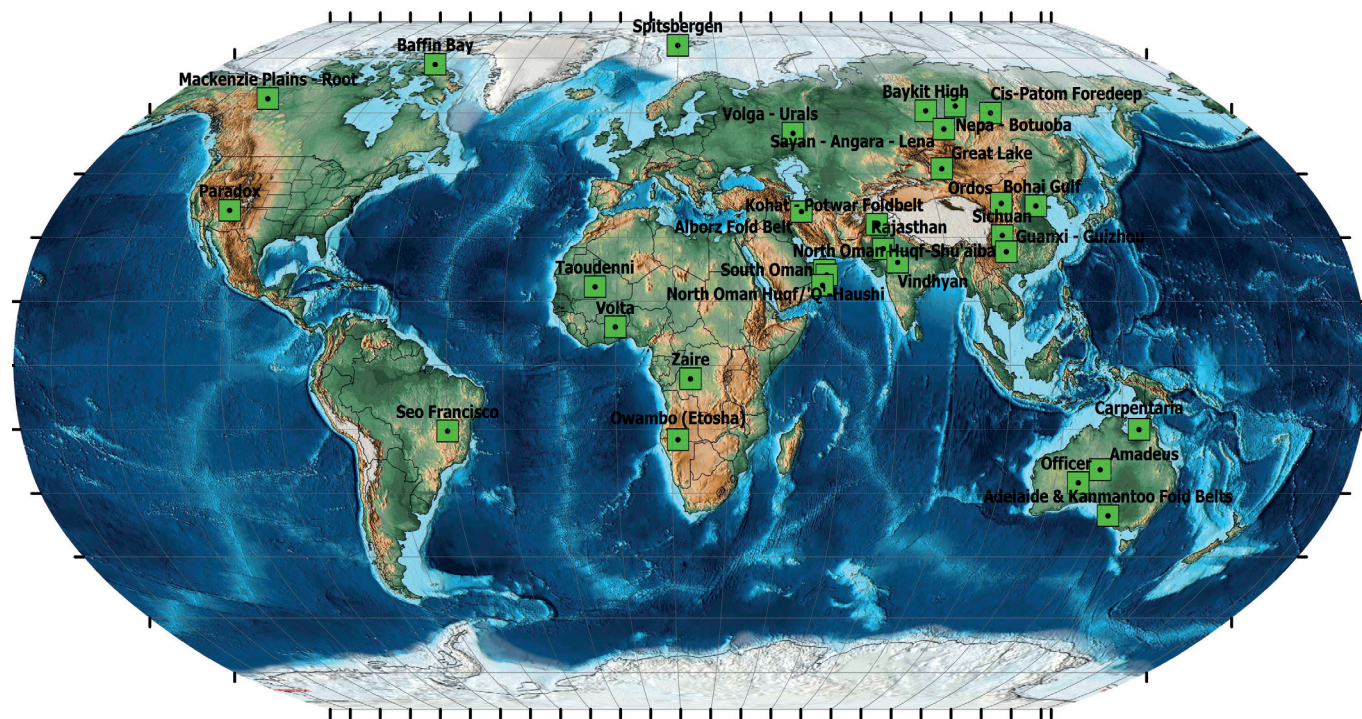 Spitsbergen
Baffin Bay
Mackenzie Plains - Root
Baykit High
Cis-Patom Foredeep
Volga - Urals
Nepa - Botuoba
Sayan - Angara - Lena
Great Lake
Paradox
Ordos
Bohai Gulf
Kohat - Potwar Foldbelt
Sichuan
Alborz Fold Belt
Rajasthan
Guanxi - Guizhou
North Oman Huqf-Shu'aiba
Taoudenni
South Oman
Vindhyan
North Oman Huqf/'Q'-Haushi
Volta
Zaire
Seo Francisco
Owambo (Etosha)
Carpentaria
Amadeus
Officer
Adeiaide & Kanmantoo Fold Belts